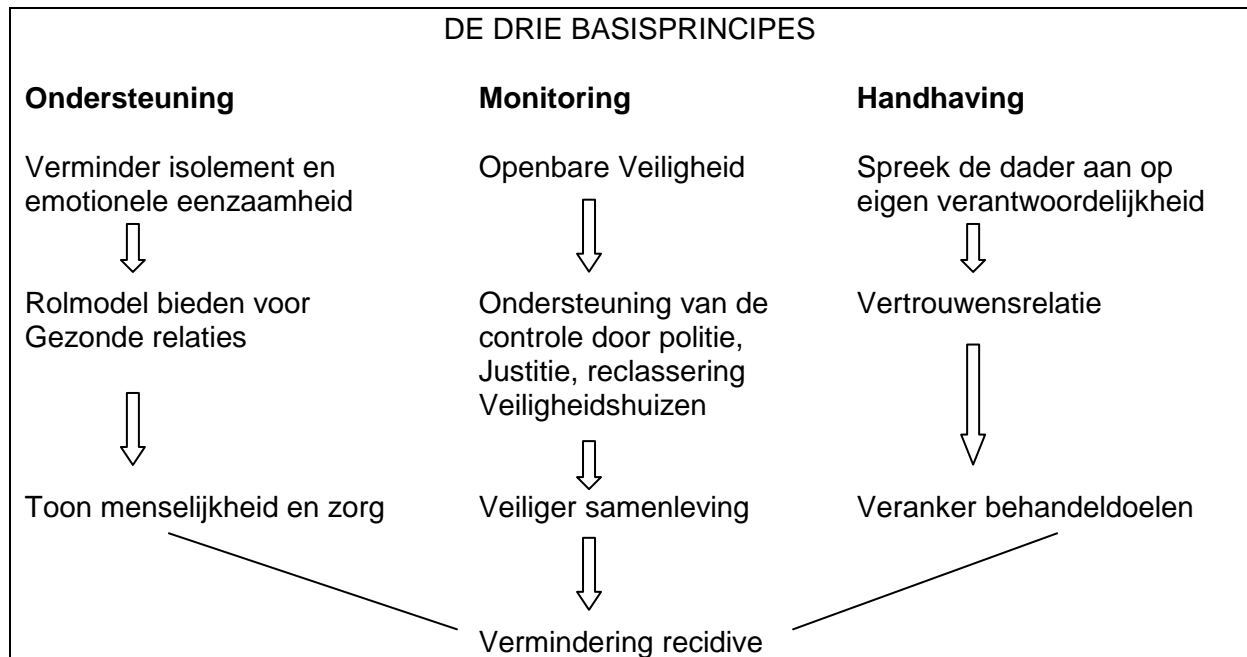 DE DRIE BASISPRINCIPES
Ondersteuning
Verminder isolement en
emotionele eenzaamheid
Rolmodel bieden voor
Gezonde relaties
Toon menselijkheid en zorg
Monitoring
Openbare Veiligheid
Ondersteuning van de
controle door politie,
Justitie, reclassering
Veiligheidshuizen
Veiliger samenleving
Handhaving
Spreek de dader aan op
eigen verantwoordelijkheid
Vertrouwensrelatie
Veranker behandeldoelen
Vermindering recidive